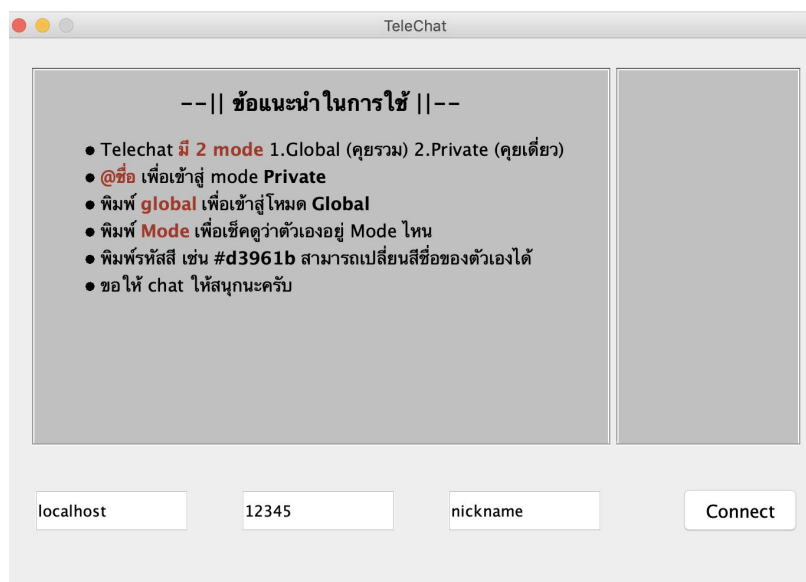 TeleChat
--|| ข้อแนะนำในการใช้ ||--
● Telechat มี 2 mode 1.Global (คุยรวม) 2.Private (คุยเดี่ยว)
● @ชื่อ เพื่อเข้าสู่ mode Private
● พิมพ์ global เพื่อเข้าสู่โหมด Global
● พิมพ์ Mode เพื่อเช็คดูว่าตัวเองอยู่ Mode ไหน
● พิมพ์รหัสสี เช่น #d3961b สามารถเปลี่ยนสีชื่อของตัวเองได้
● ขอให้ chat ให้สนุกนะครับ
localhost 12345 nickname Connect